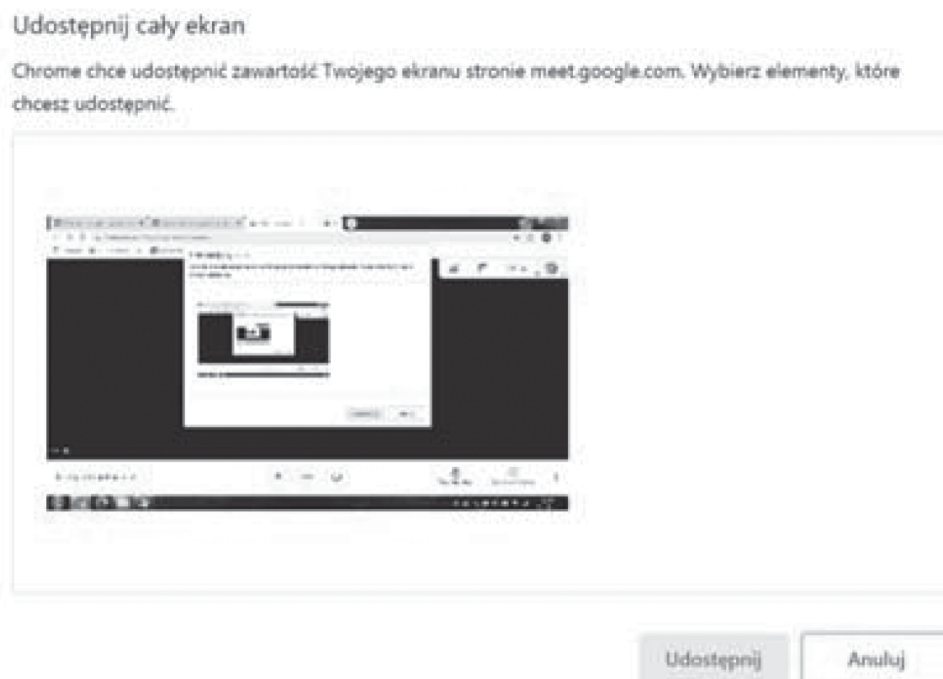 Udostępnij cały ekran
Chrome chce udostępnić zawartość Twojego ekranu stronie meet.google.com. Wybierz elementy, które
chcesz udostępnić.
Udostępnij
Anuluj